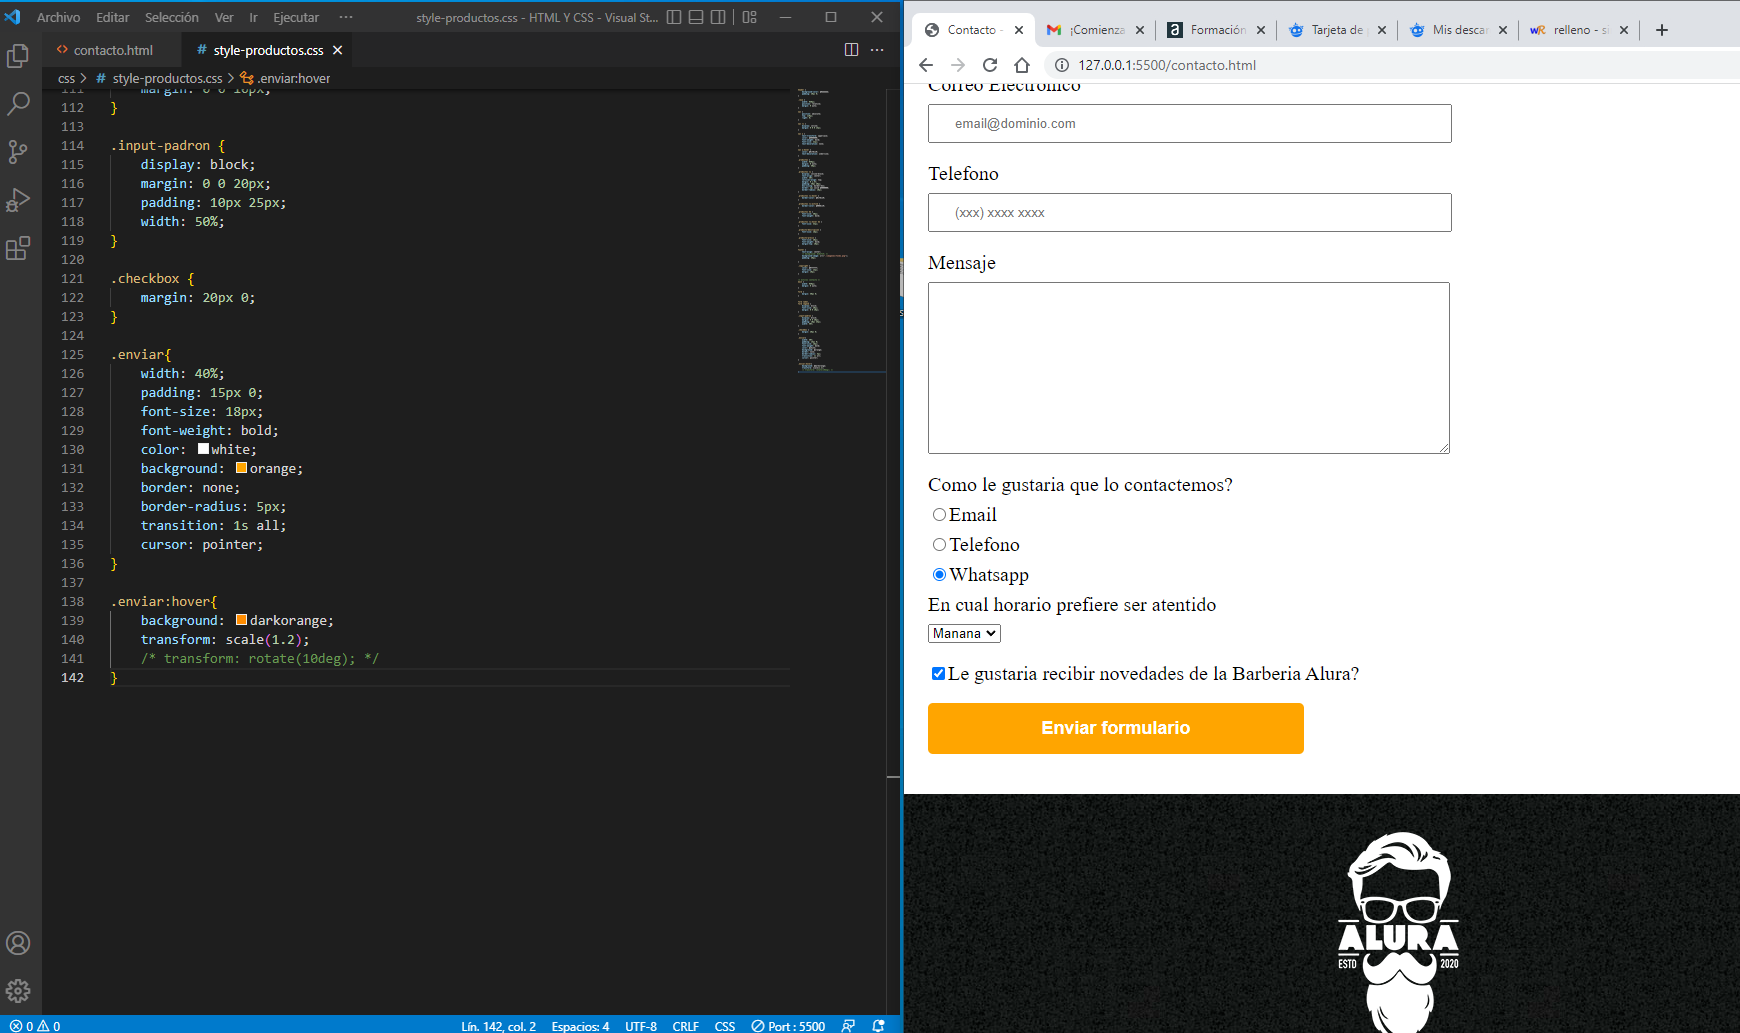 Archivo Editar Selección Ver Ir Ejecutar ··· style-productos.css - HTML Y CSS - Visual St...
contacto.html # style-productos.css
css > # style-productos.css > .enviar:hover
111 margin: 0 0 10px;
112 }
113
114 .input-padron {
115 display: block;
116 margin: 0 0 20px;
117 padding: 10px 25px;
118 width: 50%;
119 }
120
121 .checkbox {
122 margin: 20px 0;
123 }
124
125 .enviar{
126 width: 40%;
127 padding: 15px 0;
128 font-size: 18px;
129 font-weight: bold;
130 color: white;
131 background: orange;
132 border: none;
133 border-radius: 5px;
134 transition: 1s all;
135 cursor: pointer;
136 }
137
138 .enviar:hover{
139 background: darkorange;
140 transform: scale(1.2);
141 /* transform: rotate(10deg); */
142 }
0 0 Lín. 142, col. 2 Espacios: 4 UTF-8 CRLF CSS Port : 5500
Contacto - ¡Comienza Formación Tarjeta de Mis descar wR relleno - s
127.0.0.1:5500/contacto.html
Correo Electronico
email@dominio.com
Telefono
(xxx) xxxx xxxx
Mensaje
Como le gustaria que lo contactemos?
Email
Telefono
Whatsapp
En cual horario prefiere ser atentido
Manana
Le gustaria recibir novedades de la Barberia Alura?
Enviar formulario
ALURA
ESTD 2020